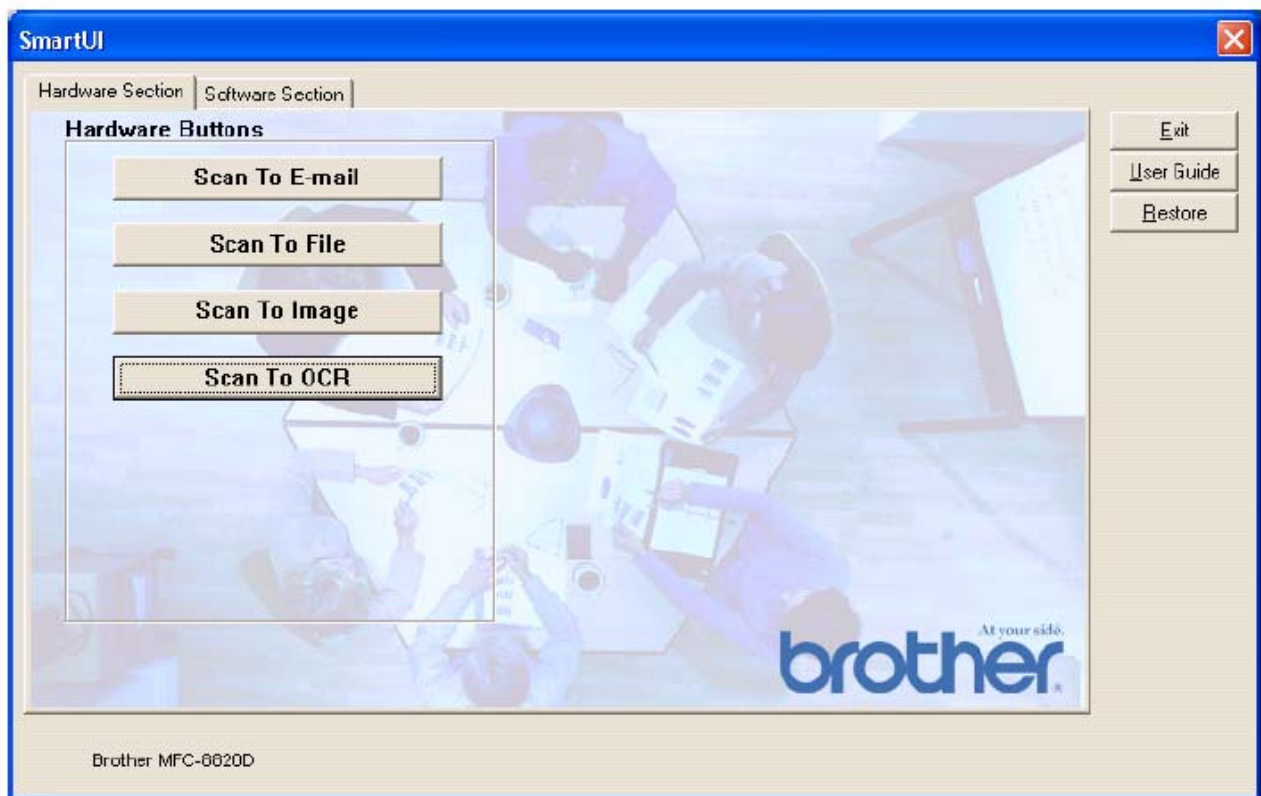 SmartUI
Hardware Section
Software Section
Hardware Buttons
Scan To E-mail
Scan To File
Scan To Image
Scan To OCR
Exit
User Guide
Restore
At your side.
brother®
Brother MFC-8820D